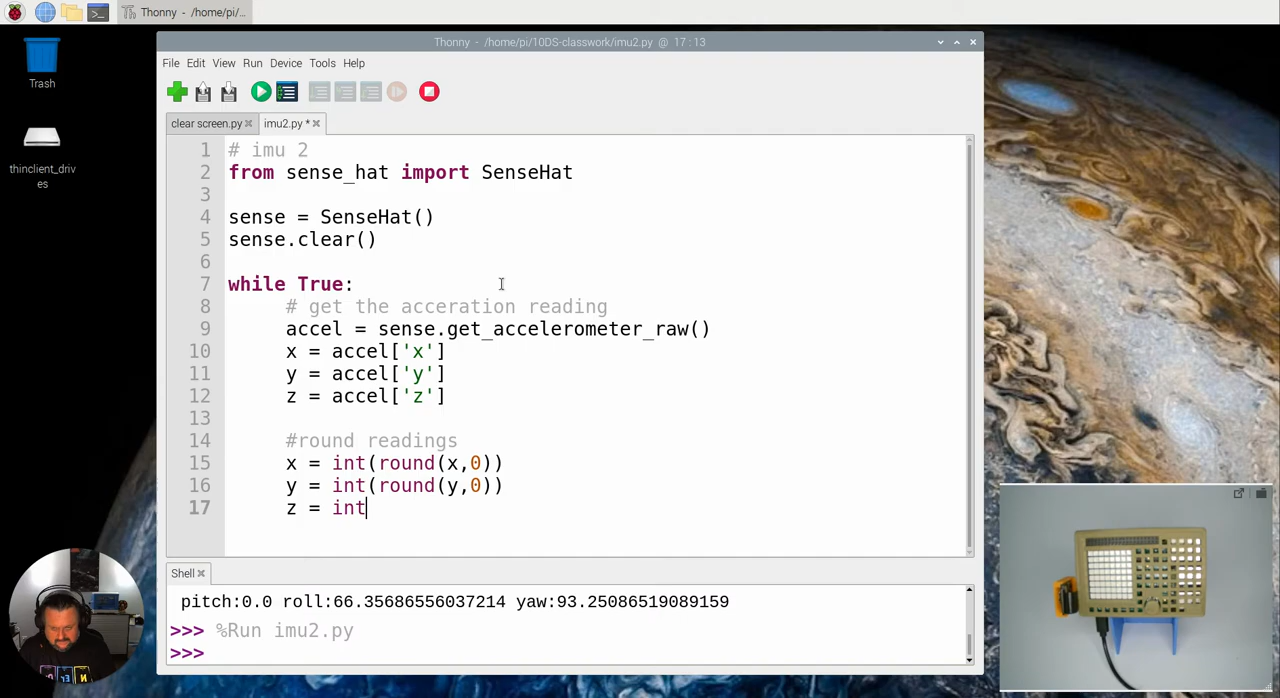 Thonny - /home/pi/...
Trash
thinclient_driv
es
Thonny - /home/pi/10DS-classwork/imu2.py @ 17:13
File Edit View Run Device Tools Help
clear screen.py
imu2.py *
1 # imu 2
2 from sense_hat import SenseHat
3
4 sense = SenseHat()
5 sense.clear()
6
7 while True:
8 # get the acceration reading
9 accel = sense.get_accelerometer_raw()
10 x = accel['x']
11 y = accel['y']
12 z = accel['z']
13
14 #round readings
15 x = int(round(x,0))
16 y = int(round(y,0))
17 z = int
Shell
pitch:0.0 roll:66.35686556037214 yaw:93.25086519089159
>>> %Run imu2.py
>>>